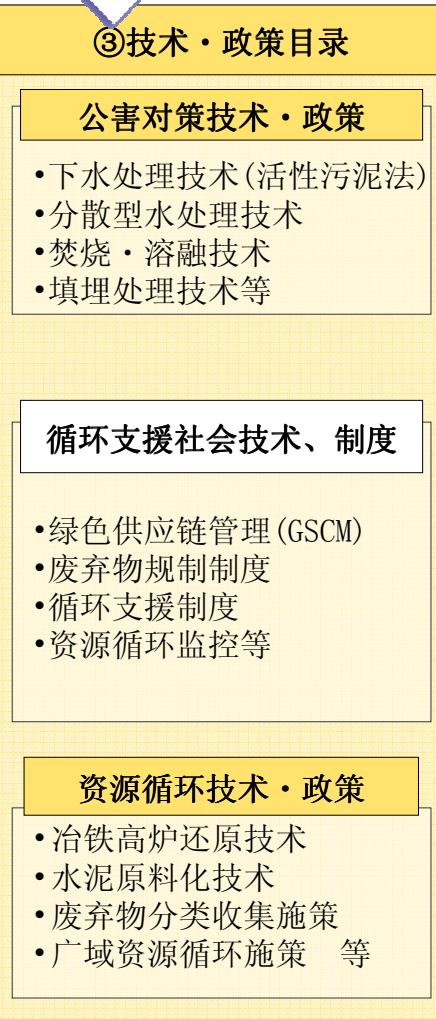 ③技术・政策目录
公害对策技术・政策
•下水处理技术(活性污泥法)
•分散型水处理技术
•焚烧・溶融技术
•填埋处理技术等
循环支援社会技术、制度
•绿色供应链管理(GSCM)
•废弃物规制制度
•循环支援制度
•资源循环监控等
资源循环技术・政策
•冶铁高炉还原技术
•水泥原料化技术
•废弃物分类收集施策
•广域资源循环施策　等